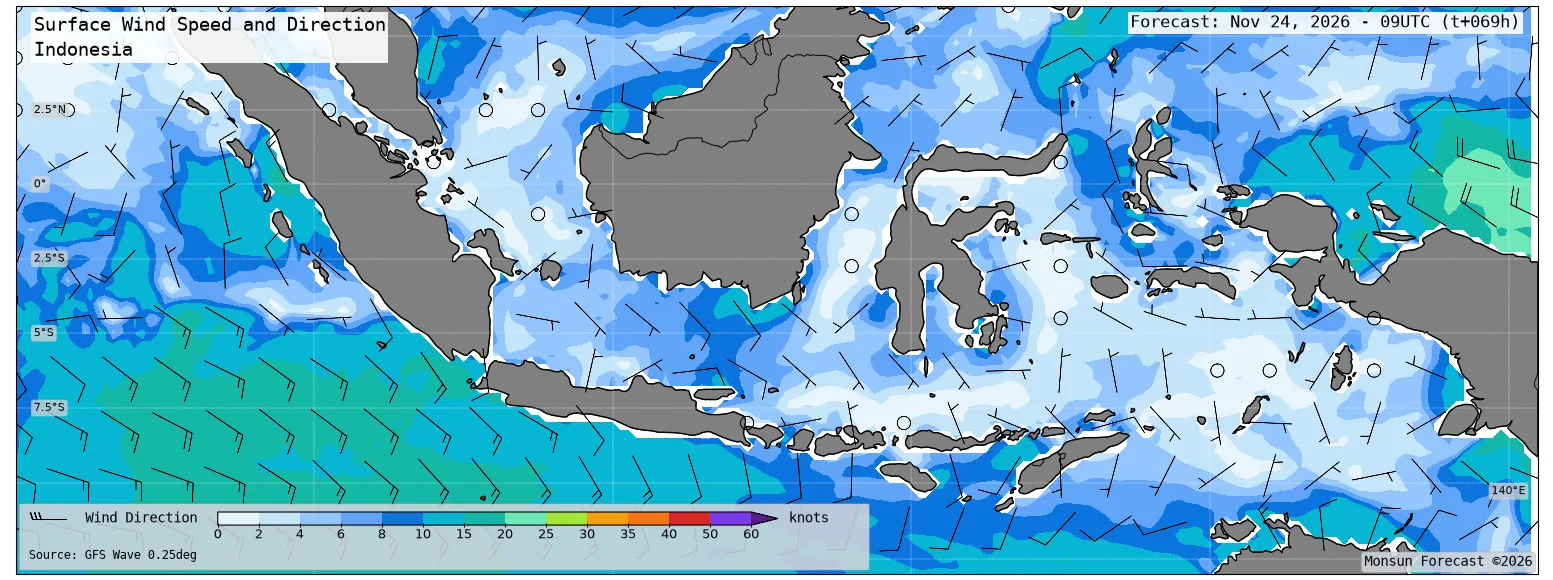 Surface Wind Speed and Direction
Indonesia
Forecast: Nov 24, 2026 - 09UTC (t+069h)
2.5°N
0°
2.5°S
5°S
7.5°S
140°E
Wind Direction
0 2 4 6 8 10 15 20 25 30 35 40 50 60
knots
Source: GFS Wave 0.25deg
Monsun Forecast ©2026